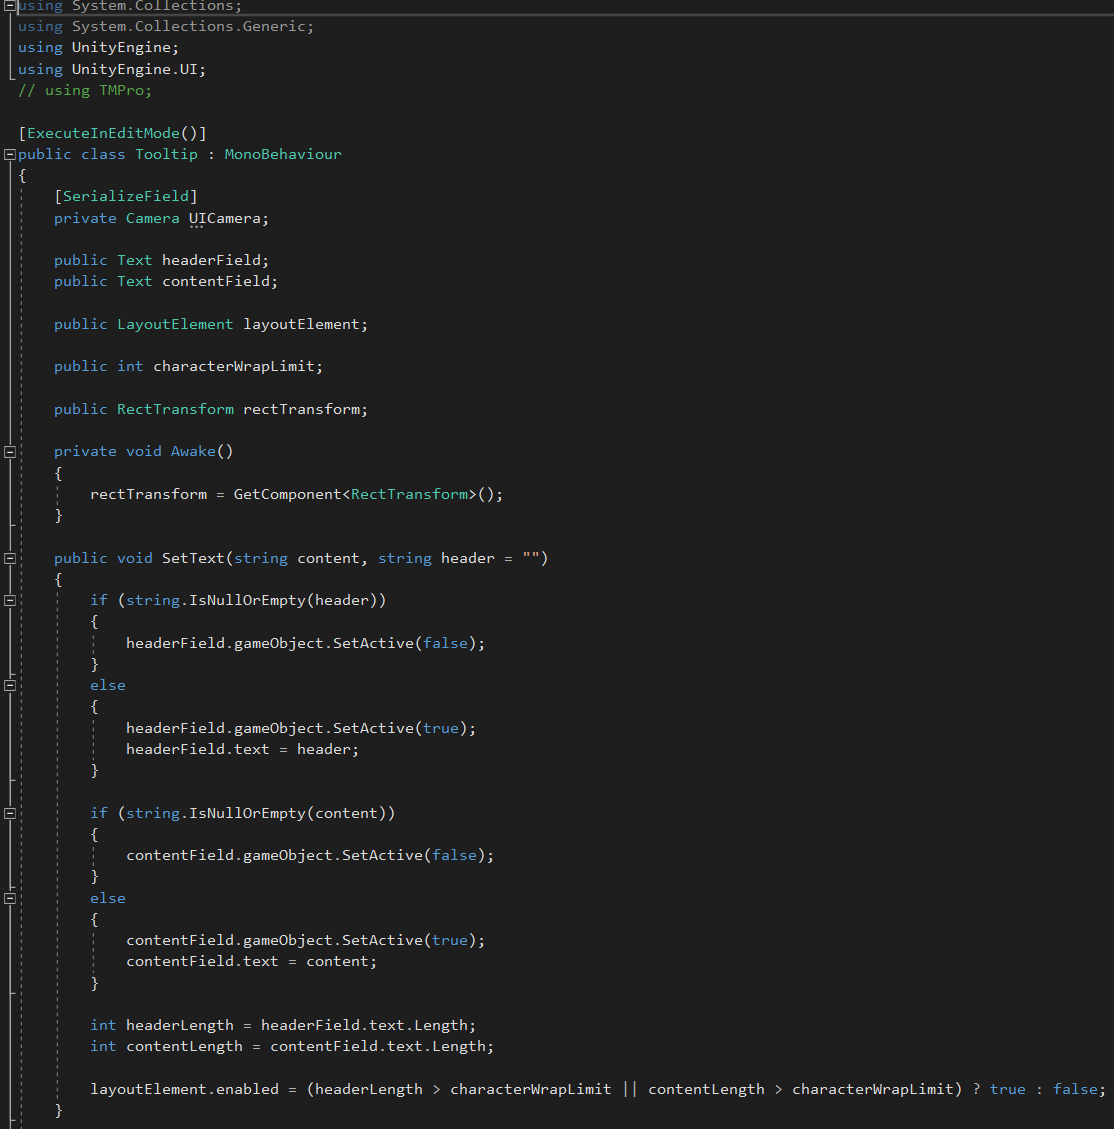 using System.Collections;
using System.Collections.Generic;
using UnityEngine;
using UnityEngine.UI;
// using TMPro;

[ExecuteInEditMode()]
public class Tooltip : MonoBehaviour
{
    [SerializeField]
    private Camera UICamera;

    public Text headerField;
    public Text contentField;

    public LayoutElement layoutElement;

    public int characterWrapLimit;

    public RectTransform rectTransform;

    private void Awake()
    {
        rectTransform = GetComponent<RectTransform>();
    }

    public void SetText(string content, string header = "")
    {
        if (string.IsNullOrEmpty(header))
        {
            headerField.gameObject.SetActive(false);
        }
        else
        {
            headerField.gameObject.SetActive(true);
            headerField.text = header;
        }

        if (string.IsNullOrEmpty(content))
        {
            contentField.gameObject.SetActive(false);
        }
        else
        {
            contentField.gameObject.SetActive(true);
            contentField.text = content;
        }

        int headerLength = headerField.text.Length;
        int contentLength = contentField.text.Length;

        layoutElement.enabled = (headerLength > characterWrapLimit || contentLength > characterWrapLimit) ? true : false;
    }